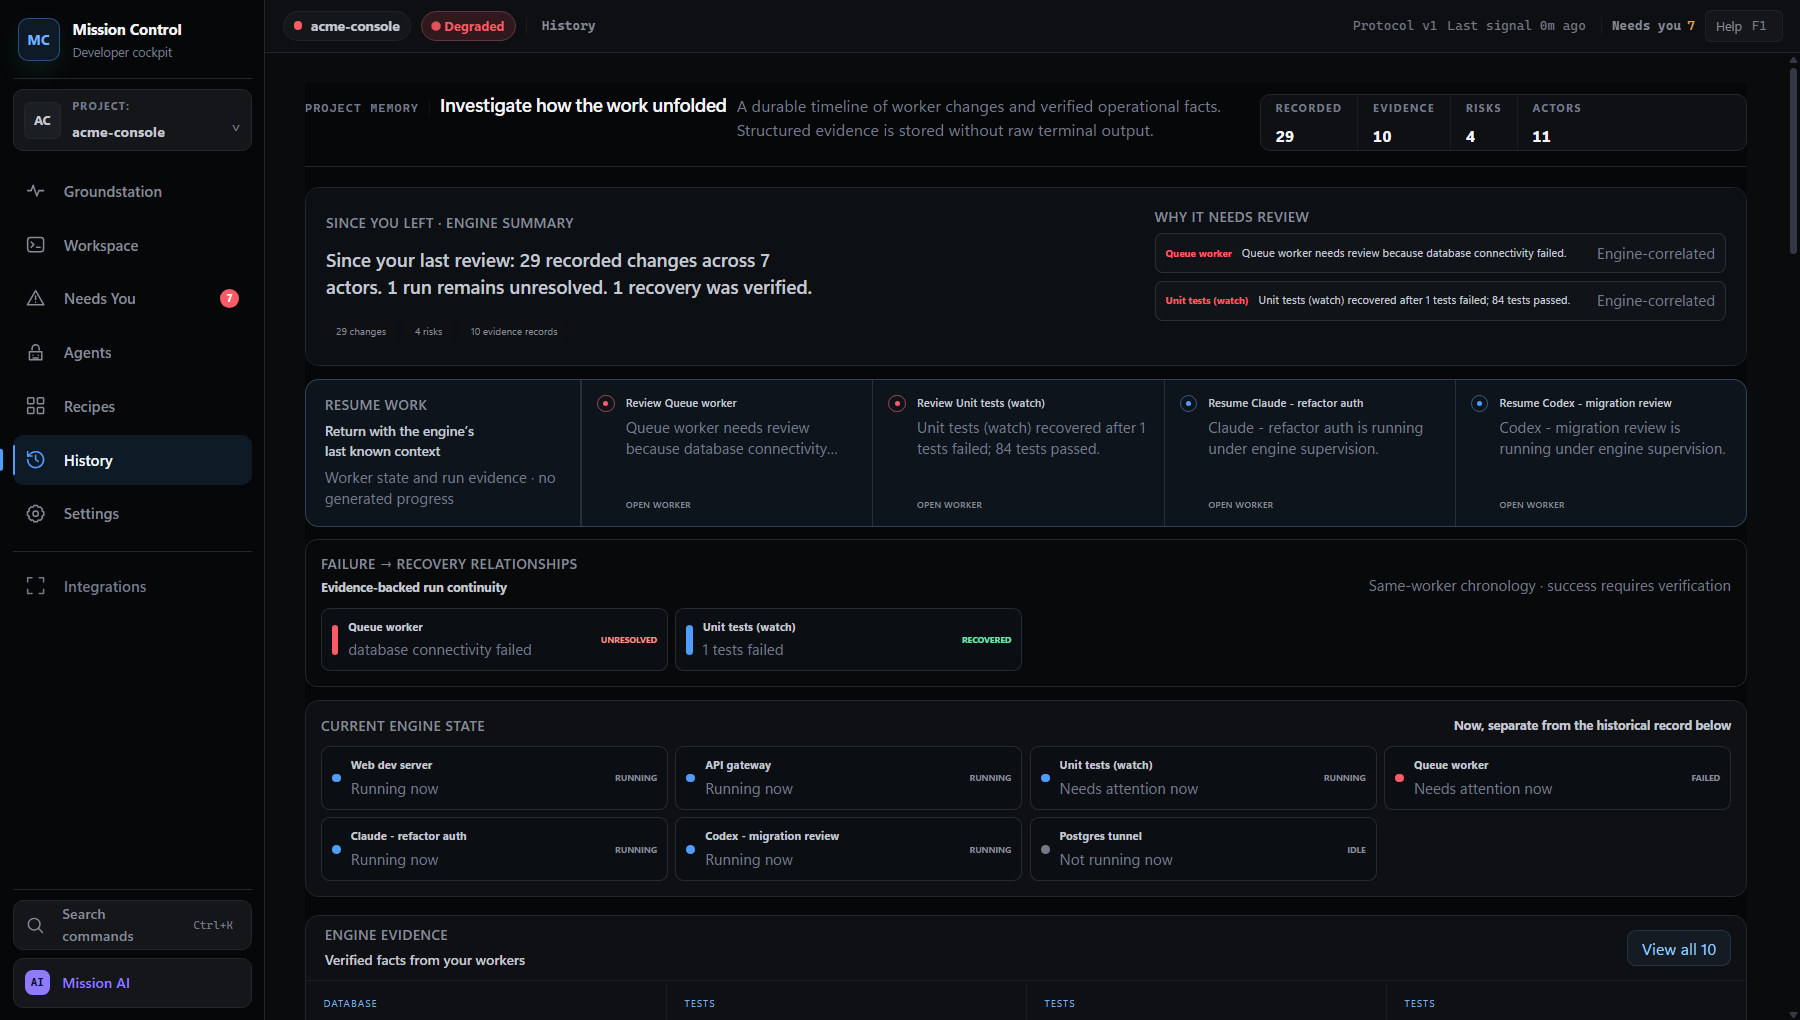 MC
Mission Control
Developer cockpit
AC
PROJECT:
acme-console
v
Groundstation
Workspace
Needs You
7
Agents
Recipes
History
Settings
Integrations
Search commands
Ctrl+K
AI
Mission AI
acme-console
Degraded
History
Protocol v1
Last signal 0m ago
Needs you 7
Help F1
PROJECT MEMORY
Investigate how the work unfolded
A durable timeline of worker changes and verified operational facts.
Structured evidence is stored without raw terminal output.
RECORDED
29
EVIDENCE
10
RISKS
4
ACTORS
11
SINCE YOU LEFT · ENGINE SUMMARY
Since your last review: 29 recorded changes across 7
actors. 1 run remains unresolved. 1 recovery was verified.
29 changes
4 risks
10 evidence records
WHY IT NEEDS REVIEW
Queue worker Queue worker needs review because database connectivity failed. Engine-correlated
Unit tests (watch) Unit tests (watch) recovered after 1 tests failed; 84 tests passed. Engine-correlated
RESUME WORK
Return with the engine's
last known context
Worker state and run evidence · no
generated progress
Review Queue worker
Queue worker needs review
because database connectivity...
OPEN WORKER
Review Unit tests (watch)
Unit tests (watch) recovered after 1
tests failed; 84 tests passed.
OPEN WORKER
Resume Claude - refactor auth
Claude - refactor auth is running
under engine supervision.
OPEN WORKER
Resume Codex - migration review
Codex - migration review is
running under engine supervision.
OPEN WORKER
FAILURE → RECOVERY RELATIONSHIPS
Evidence-backed run continuity
Same-worker chronology · success requires verification
Queue worker
database connectivity failed
UNRESOLVED
Unit tests (watch)
1 tests failed
RECOVERED
CURRENT ENGINE STATE
Now, separate from the historical record below
Web dev server
Running now
RUNNING
API gateway
Running now
RUNNING
Unit tests (watch)
Needs attention now
RUNNING
Queue worker
Needs attention now
FAILED
Claude - refactor auth
Running now
RUNNING
Codex - migration review
Running now
RUNNING
Postgres tunnel
Not running now
IDLE
ENGINE EVIDENCE
Verified facts from your workers
View all 10
DATABASE
TESTS
TESTS
TESTS